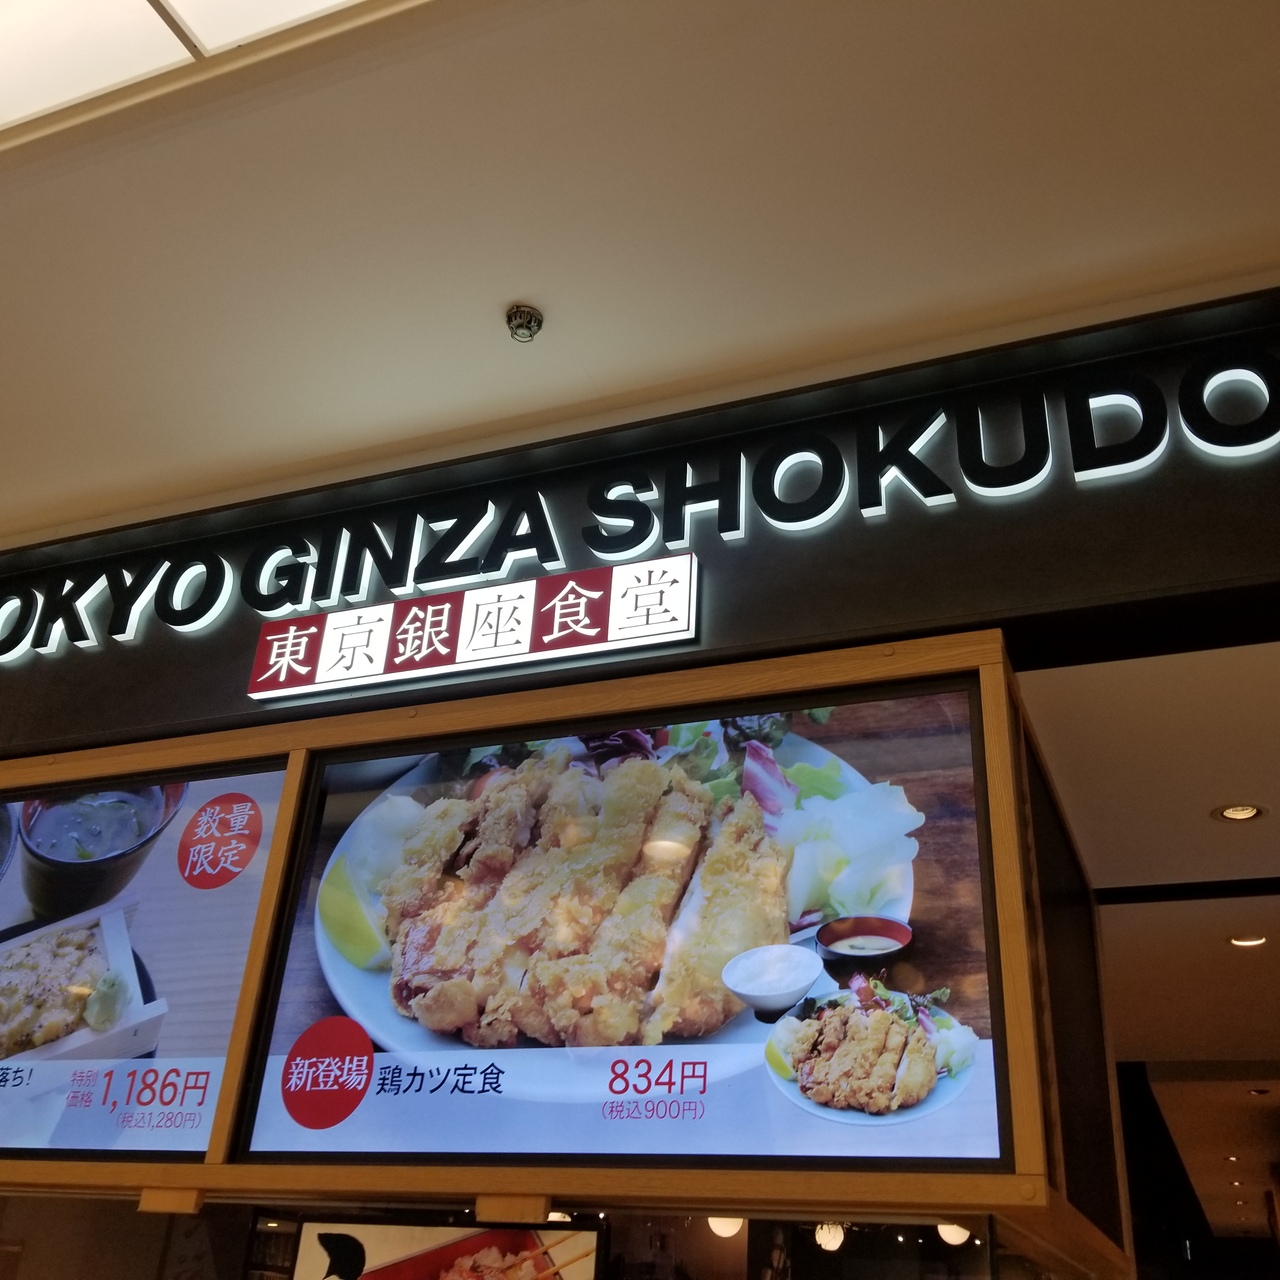 OKYO GINZA SHOKUDO
東京銀座食堂
数量
限定
落ち!
特別
価格
1,186円
(税込1,280円)
新登場
鶏カツ定食
834円
(税込900円)